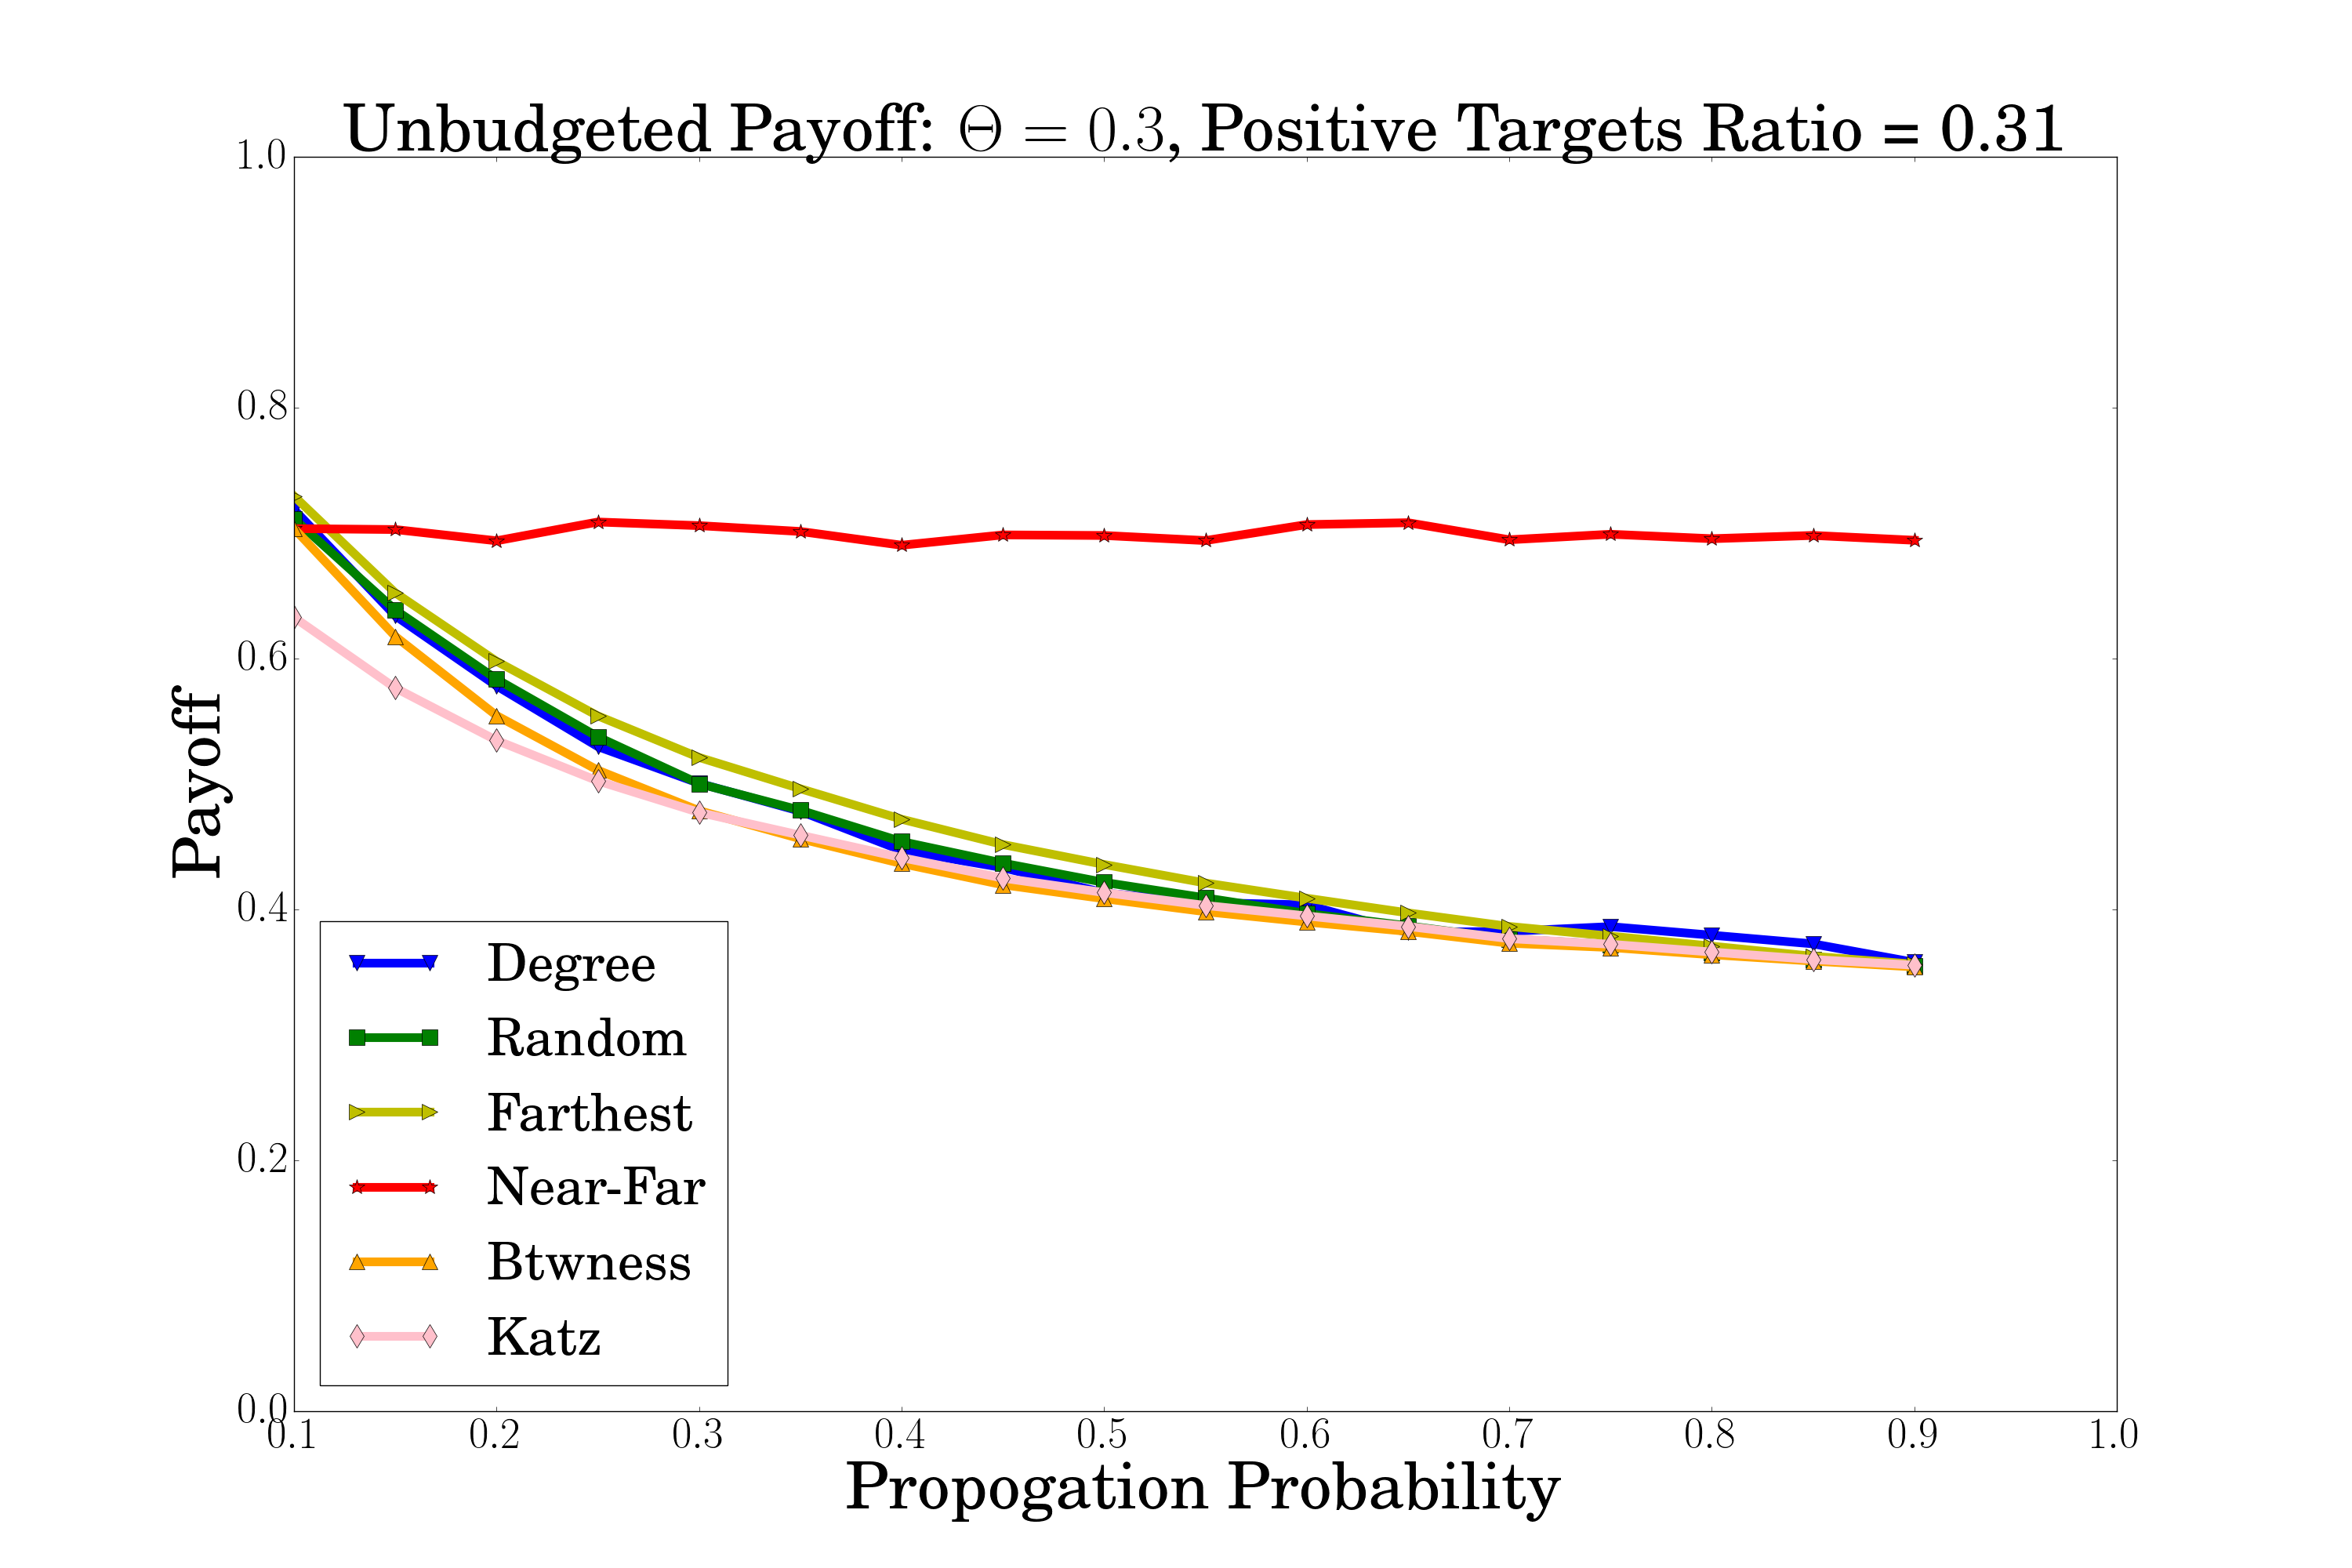 Unbudgeted Payoff: Θ = 0.3, Positive Targets Ratio = 0.31
1.0
0.8
0.6
0.4
0.2
0.0
Payoff
Degree
Random
Farthest
Near-Far
Btwness
Katz
0.1 0.2 0.3 0.4 0.5 0.6 0.7 0.8 0.9 1.0
Propogation Probability